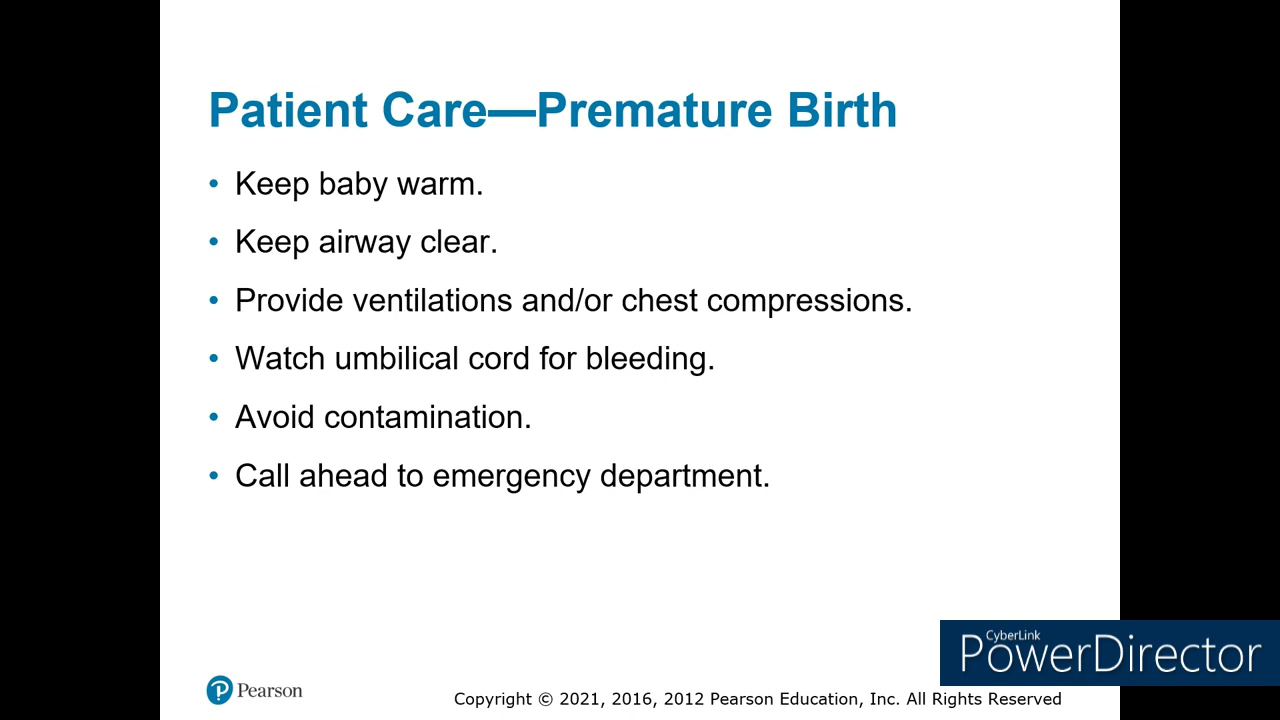 Patient Care—Premature Birth
• Keep baby warm.
• Keep airway clear.
• Provide ventilations and/or chest compressions.
• Watch umbilical cord for bleeding.
• Avoid contamination.
• Call ahead to emergency department.
CyberLink
PowerDirector
Pearson
Copyright © 2021, 2016, 2012 Pearson Education, Inc. All Rights Reserved